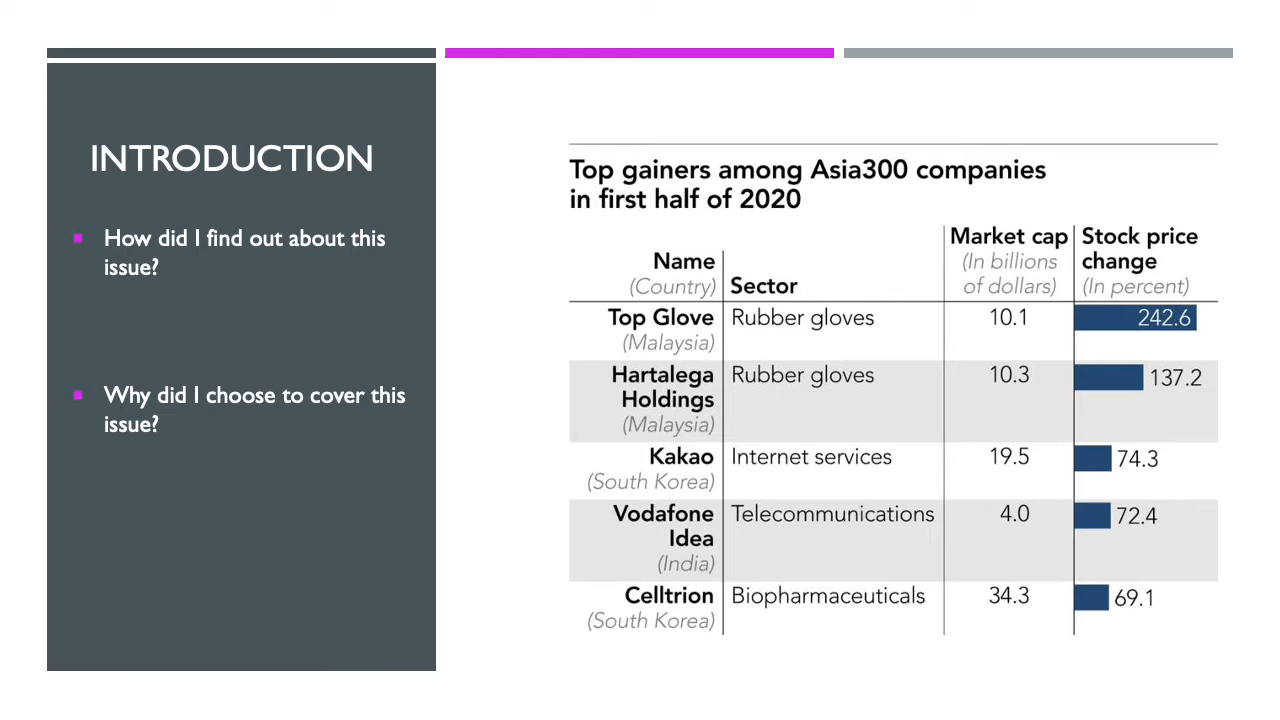 INTRODUCTION
How did I find out about this
issue?
Why did I choose to cover this
issue?
Top gainers among Asia300 companies
in first half of 2020
Name
(Country)
Sector
Market cap
(In billions
of dollars)
Stock price
change
(In percent)
Top Glove
(Malaysia)
Rubber gloves
10.1
242.6
Hartalega
Holdings
(Malaysia)
Rubber gloves
10.3
137.2
Kakao
(South Korea)
Internet services
19.5
74.3
Vodafone
Idea
(India)
Telecommunications
4.0
72.4
Celltrion
(South Korea)
Biopharmaceuticals
34.3
69.1